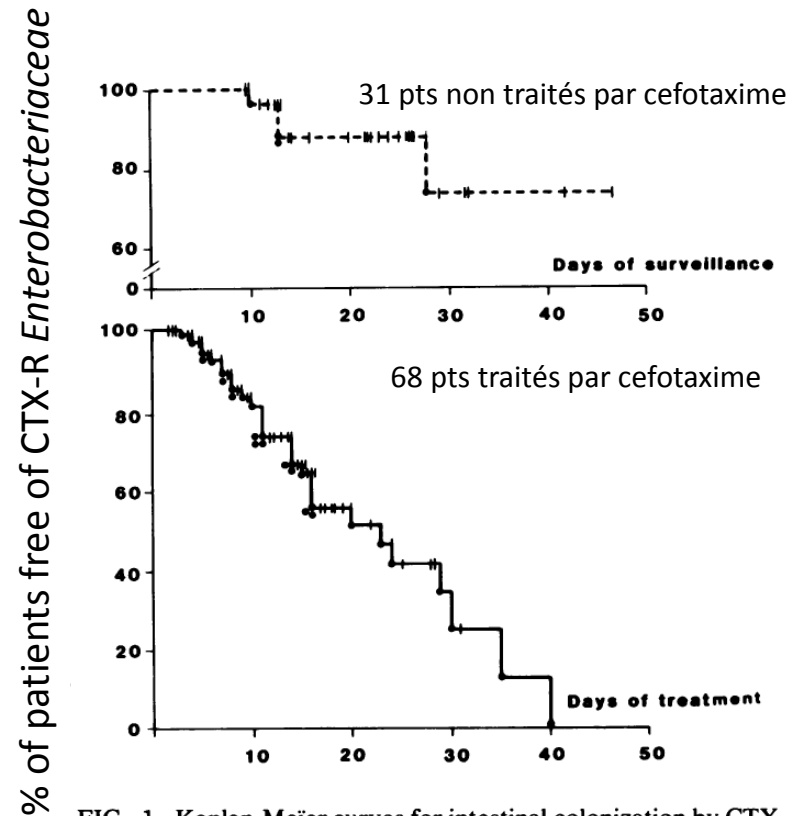 % of patients free of CTX-R Enterobacteriaceae
100
31 pts non traités par cefotaxime
80
60
Days of surveillance
0
10 20 30 40 50
100
68 pts traités par cefotaxime
80
60
40
20
Days of treatment
0
10 20 30 40 50
FIG. 1. Kaplan-Meïer curves for intestinal colonization by CTX-